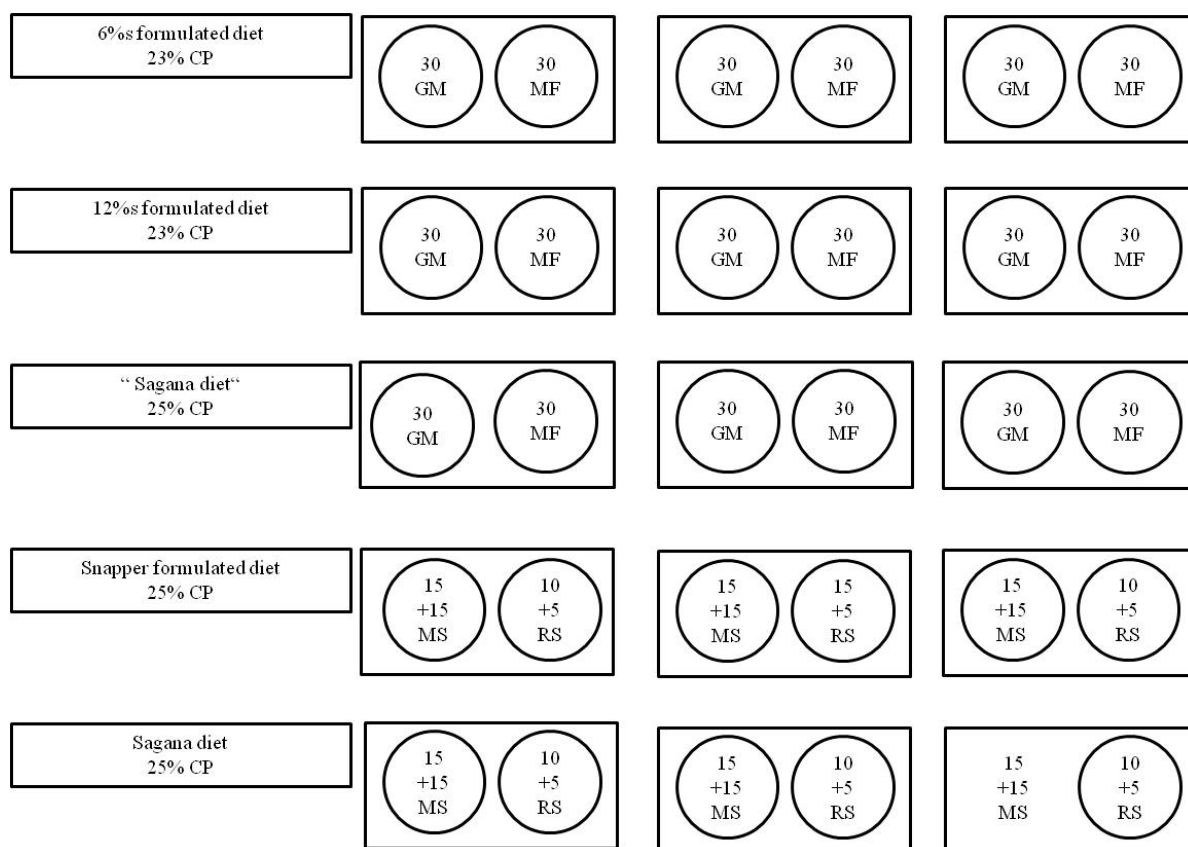 6%s formulated diet
23% CP
30
GM
30
MF
30
GM
30
MF
30
GM
30
MF
12%s formulated diet
23% CP
30
GM
30
MF
30
GM
30
MF
30
GM
30
MF
“ Sagana diet“
25% CP
30
GM
30
MF
30
GM
30
MF
30
GM
30
MF
Snapper formulated diet
25% CP
15
+15
MS
10
+5
RS
15
+15
MS
15
+5
RS
15
+15
MS
10
+5
RS
Sagana diet
25% CP
15
+15
MS
10
+5
RS
15
+15
MS
10
+5
RS
15
+15
MS
10
+5
RS